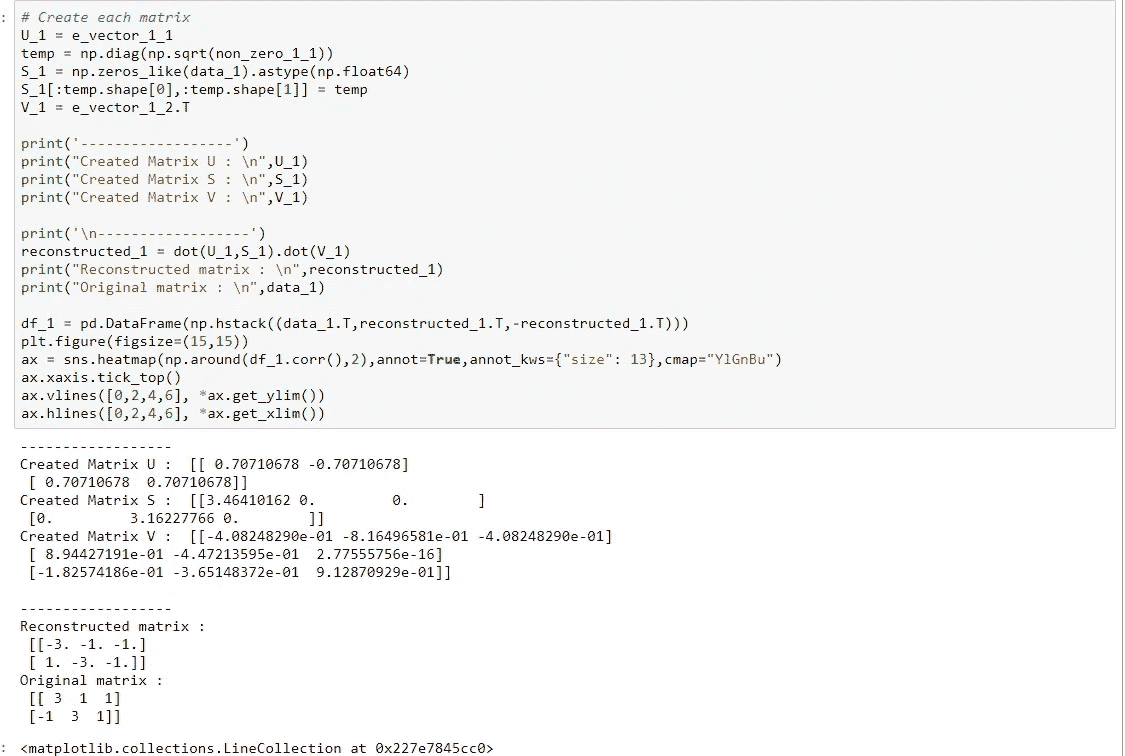 : # Create each matrix
U_1 = e_vector_1_1
temp = np.diag(np.sqrt(non_zero_1_1))
S_1 = np.zeros_like(data_1).astype(np.float64)
S_1[:temp.shape[0],:temp.shape[1]] = temp
V_1 = e_vector_1_2.T
print('------------------')
print("Created Matrix U : \n",U_1)
print("Created Matrix S : \n",S_1)
print("Created Matrix V : \n",V_1)
print('\n------------------')
reconstructed_1 = dot(U_1,S_1).dot(V_1)
print("Reconstructed matrix : \n",reconstructed_1)
print("Original matrix : \n",data_1)
df_1 = pd.DataFrame(np.hstack((data_1.T,reconstructed_1.T,-reconstructed_1.T)))
plt.figure(figsize=(15,15))
ax = sns.heatmap(np.around(df_1.corr(),2),annot=True,annot_kws={"size": 13},cmap="YlGnBu")
ax.xaxis.tick_top()
ax.vlines([0,2,4,6], *ax.get_ylim())
ax.hlines([0,2,4,6], *ax.get_xlim())
------------------
Created Matrix U :  [[ 0.70710678 -0.70710678]
 [ 0.70710678  0.70710678]]
Created Matrix S :  [[3.46410162 0.         0.        ]
 [0.         3.16227766 0.        ]]
Created Matrix V :  [[-4.08248290e-01 -8.16496581e-01 -4.08248290e-01]
 [ 8.94427191e-01 -4.47213595e-01  2.77555756e-16]
 [-1.82574186e-01 -3.65148372e-01  9.12870929e-01]]
------------------
Reconstructed matrix :
 [[-3. -1. -1.]
 [ 1. -3. -1.]]
Original matrix :
 [[ 3  1  1]
 [-1  3  1]]
: <matplotlib.collections.LineCollection at 0x227e7845cc0>